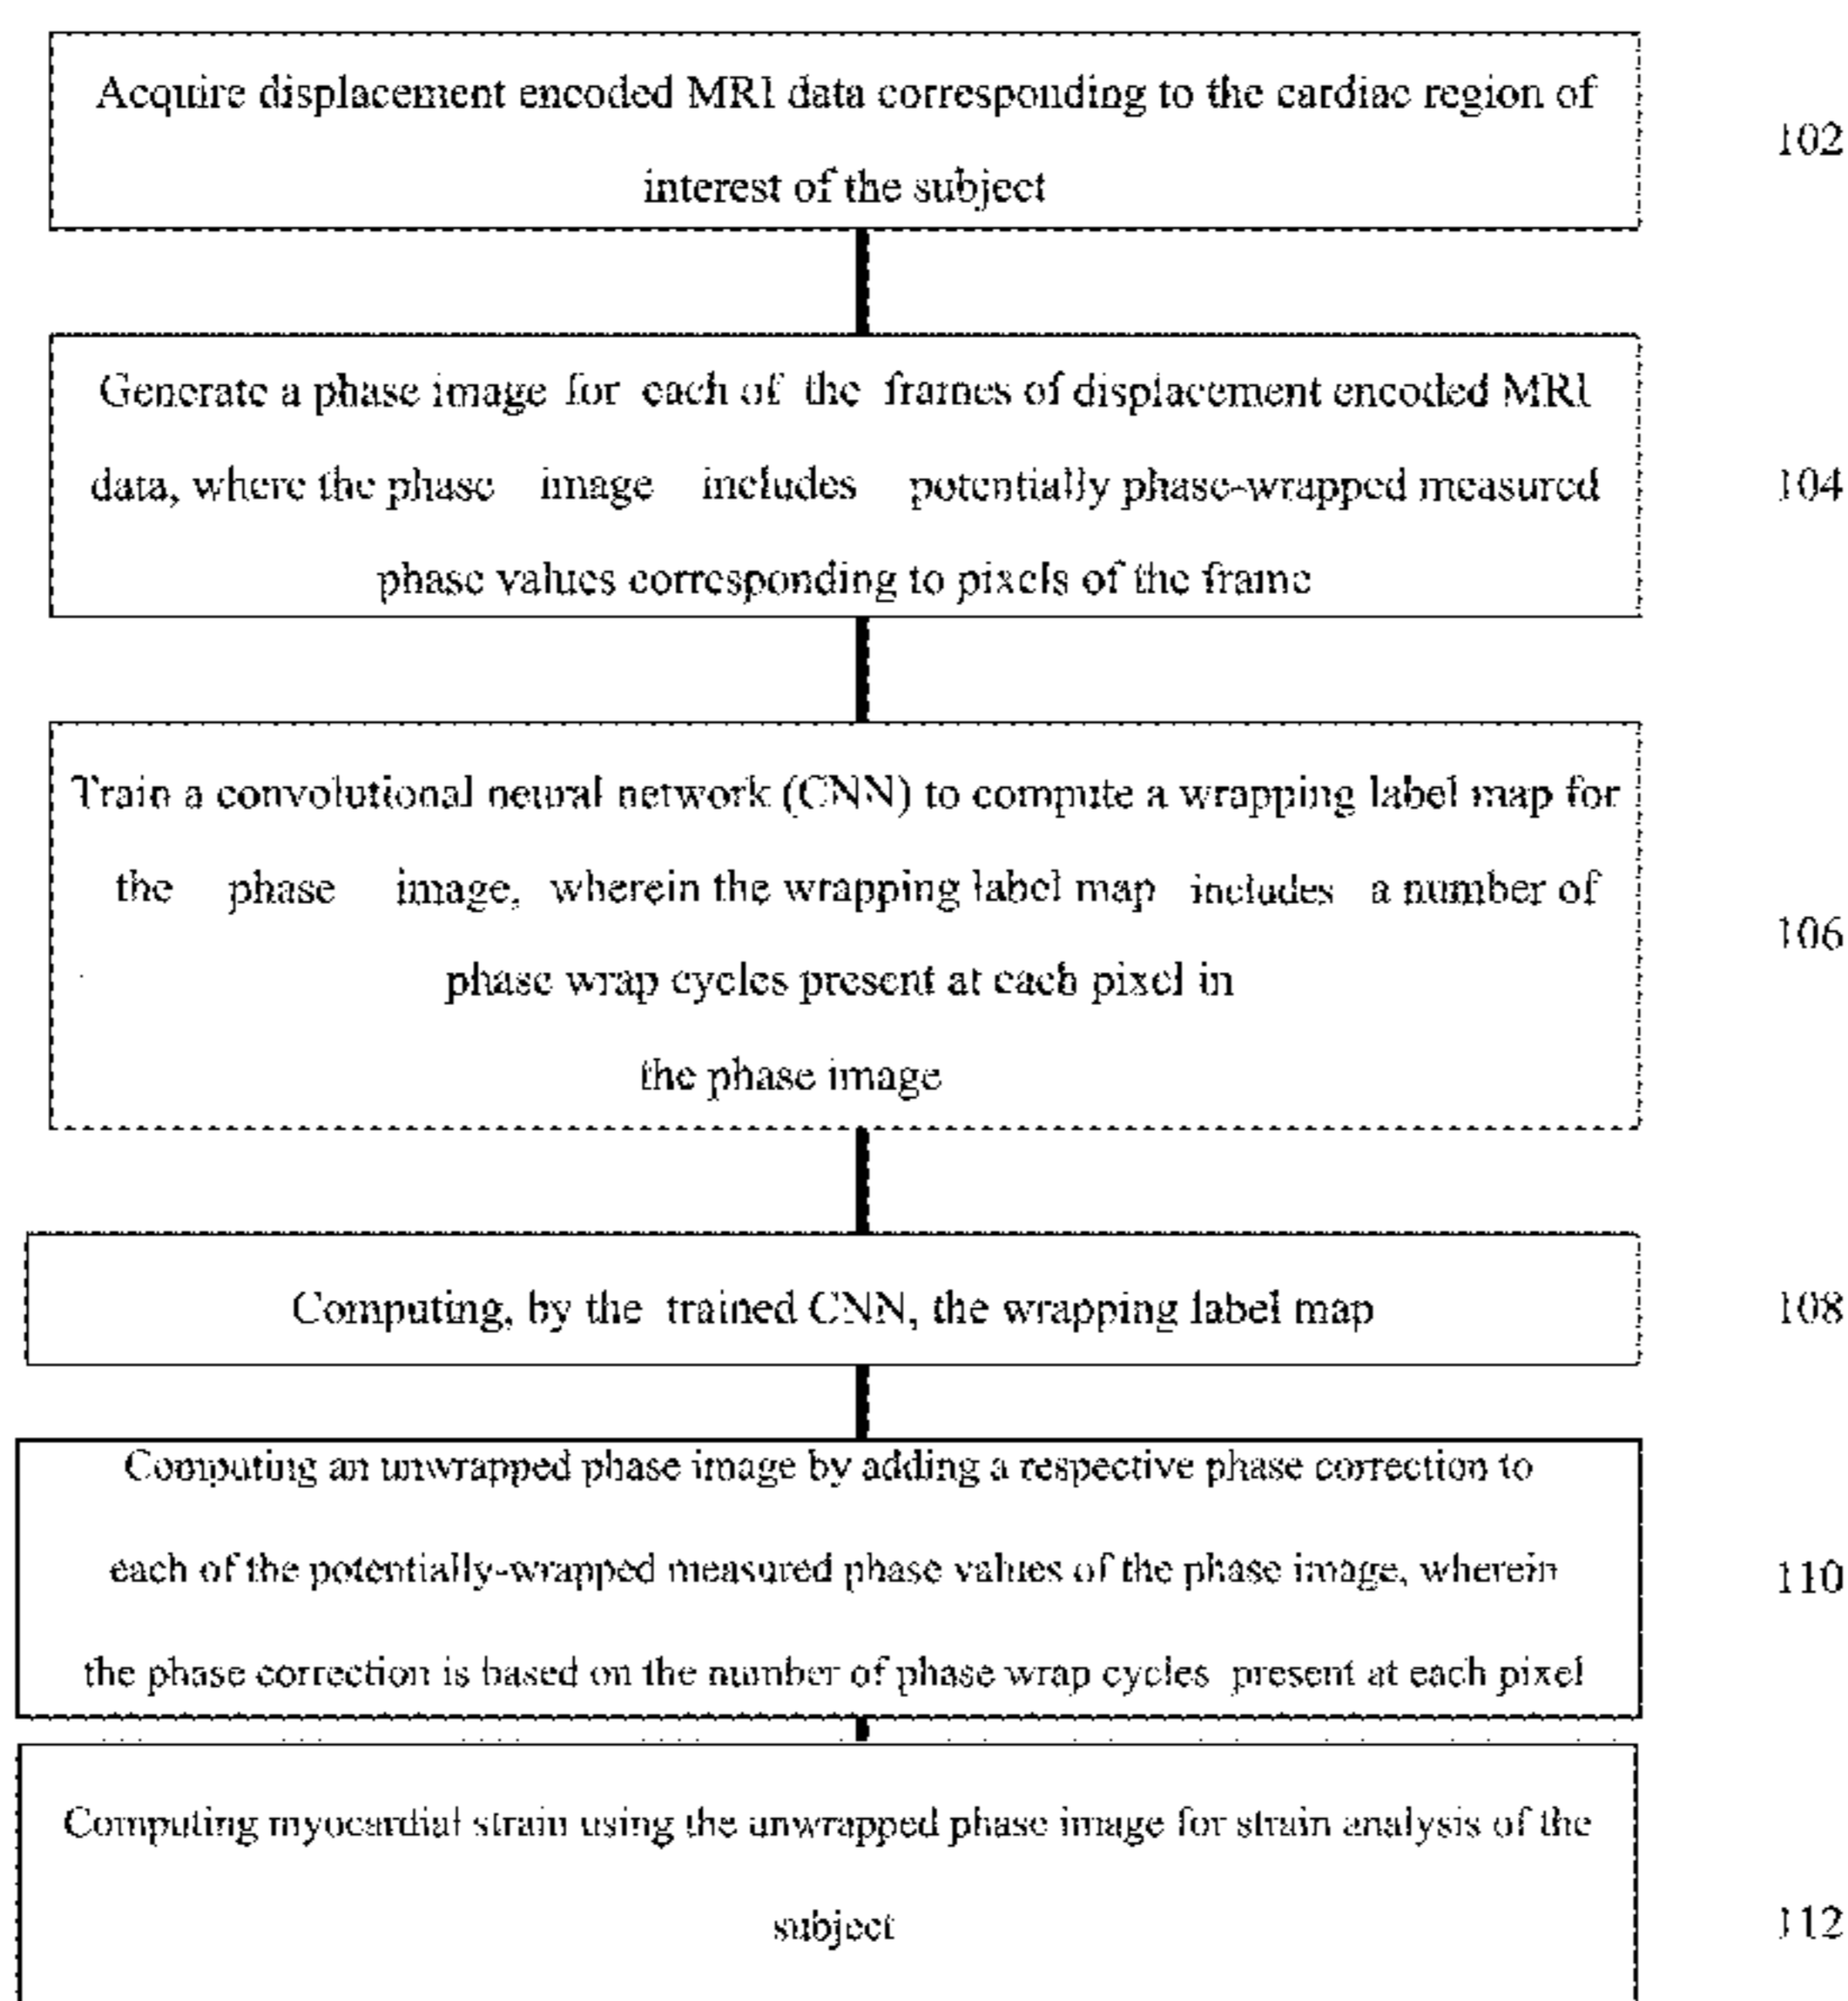 Acquire displacement encoded MRI data corresponding to the cardiac region of
interest of the subject
102
Generate a phase image for each of the frames of displacement encoded MRI
data, where the phase image includes potentially phase-wrapped measured
phase values corresponding to pixels of the frame
104
Train a convolutional neural network (CNN) to compute a wrapping label map for
the phase image, wherein the wrapping label map includes a number of
phase wrap cycles present at each pixel in
the phase image
106
Computing, by the trained CNN, the wrapping label map
108
Computing an unwrapped phase image by adding a respective phase correction to
each of the potentially-wrapped measured phase values of the phase image, wherein
the phase correction is based on the number of phase wrap cycles present at each pixel
110
Computing myocardial strain using the unwrapped phase image for strain analysis of the
subject
112